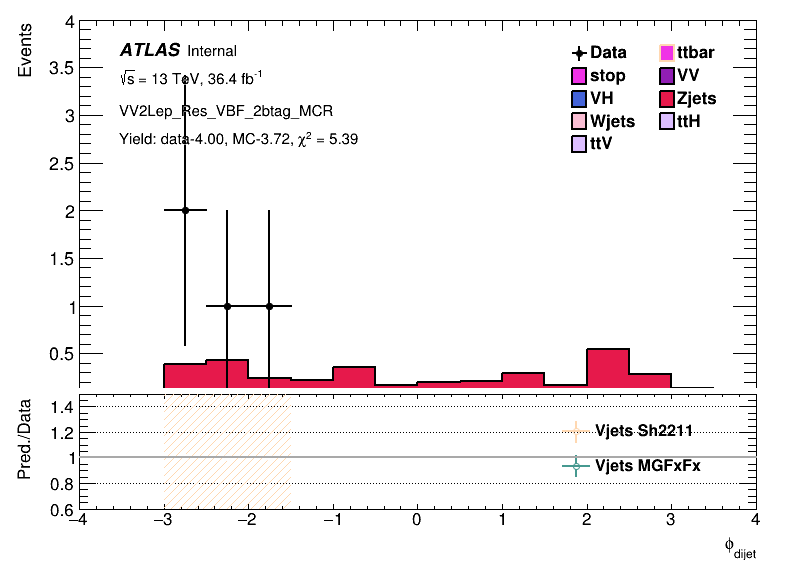 Events
4
3.5
3
2.5
2
1.5
1
0.5
ATLAS Internal
√s = 13 TeV, 36.4 fb⁻¹
VV2Lep_Res_VBF_2btag_MCR
Yield: data-4.00, MC-3.72, χ² = 5.39
Data
ttbar
stop
VV
VH
Zjets
Wjets
ttH
ttV
Pred./Data
1.4
1.2
1
0.8
0.6
Vjets Sh2211
Vjets MGFxFx
−4 −3 −2 −1 0 1 2 3 4
ϕ_dijet